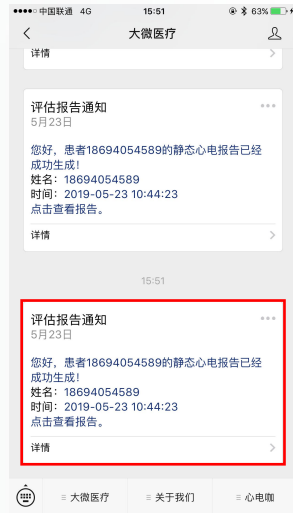 中国联通 4G 15:51 63%
大微医疗
详情
评估报告通知
5月23日
您好，患者18694054589的静态心电报告已经
成功生成！
姓名：18694054589
时间：2019-05-23 10:44:23
点击查看报告。
详情
15:51
评估报告通知
5月23日
您好，患者18694054589的静态心电报告已经
成功生成！
姓名：18694054589
时间：2019-05-23 10:44:23
点击查看报告。
详情
大微医疗 关于我们 心电咖